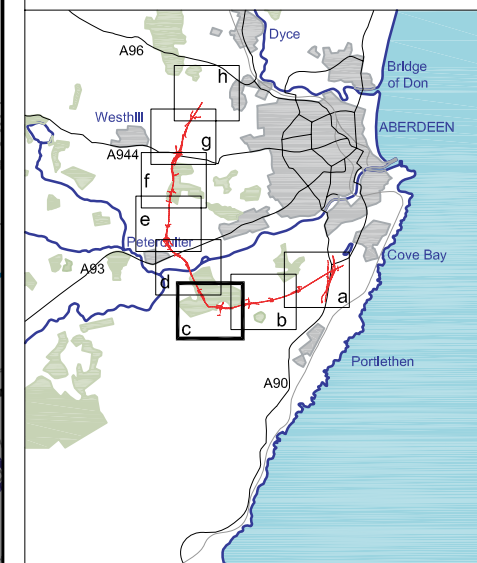 Dyce
A96
Bridge
of Don
h
Westhill
ABERDEEN
g
A944
f
e
Peterculter
Cove Bay
A93
d
a
b
c
Portlethen
A90